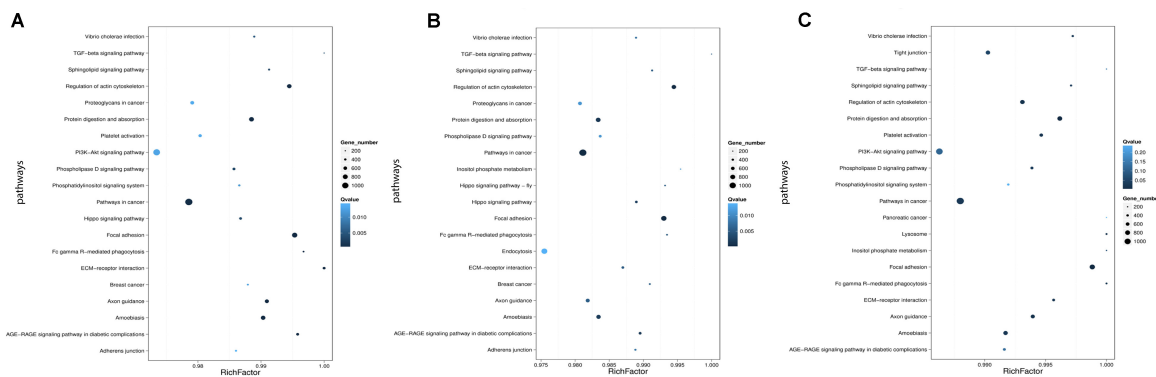 A
Vibrio cholerae infection
TGF−beta signaling pathway
Sphingolipid signaling pathway
Regulation of actin cytoskeleton
Proteoglycans in cancer
Protein digestion and absorption
Platelet activation
PI3K−Akt signaling pathway
Phospholipase D signaling pathway
Phosphatidylinositol signaling system
Pathways in cancer
Hippo signaling pathway
Focal adhesion
Fc gamma R−mediated phagocytosis
ECM−receptor interaction
Breast cancer
Axon guidance
Amoebiasis
AGE−RAGE signaling pathway in diabetic complications
Adherens junction
pathways
0.98 0.99 1.00
RichFactor
Gene_number
200
400
600
800
1000
Qvalue
0.010
0.005
B
Vibrio cholerae infection
TGF−beta signaling pathway
Sphingolipid signaling pathway
Regulation of actin cytoskeleton
Proteoglycans in cancer
Protein digestion and absorption
Phospholipase D signaling pathway
Pathways in cancer
Inositol phosphate metabolism
Hippo signaling pathway − fly
Hippo signaling pathway
Focal adhesion
Fc gamma R−mediated phagocytosis
Endocytosis
ECM−receptor interaction
Breast cancer
Axon guidance
Amoebiasis
AGE−RAGE signaling pathway in diabetic complications
Adherens junction
pathways
0.975 0.980 0.985 0.990 0.995 1.000
RichFactor
Gene_number
200
400
600
800
1000
Qvalue
0.010
0.005
C
Vibrio cholerae infection
Tight junction
TGF−beta signaling pathway
Sphingolipid signaling pathway
Regulation of actin cytoskeleton
Protein digestion and absorption
Platelet activation
PI3K−Akt signaling pathway
Phospholipase D signaling pathway
Phosphatidylinositol signaling system
Pathways in cancer
Pancreatic cancer
Lysosome
Inositol phosphate metabolism
Focal adhesion
Fc gamma R−mediated phagocytosis
ECM−receptor interaction
Axon guidance
Amoebiasis
AGE−RAGE signaling pathway in diabetic complications
pathways
0.990 0.995 1.000
RichFactor
Qvalue
0.20
0.15
0.10
0.05
Gene_number
200
400
600
800
1000